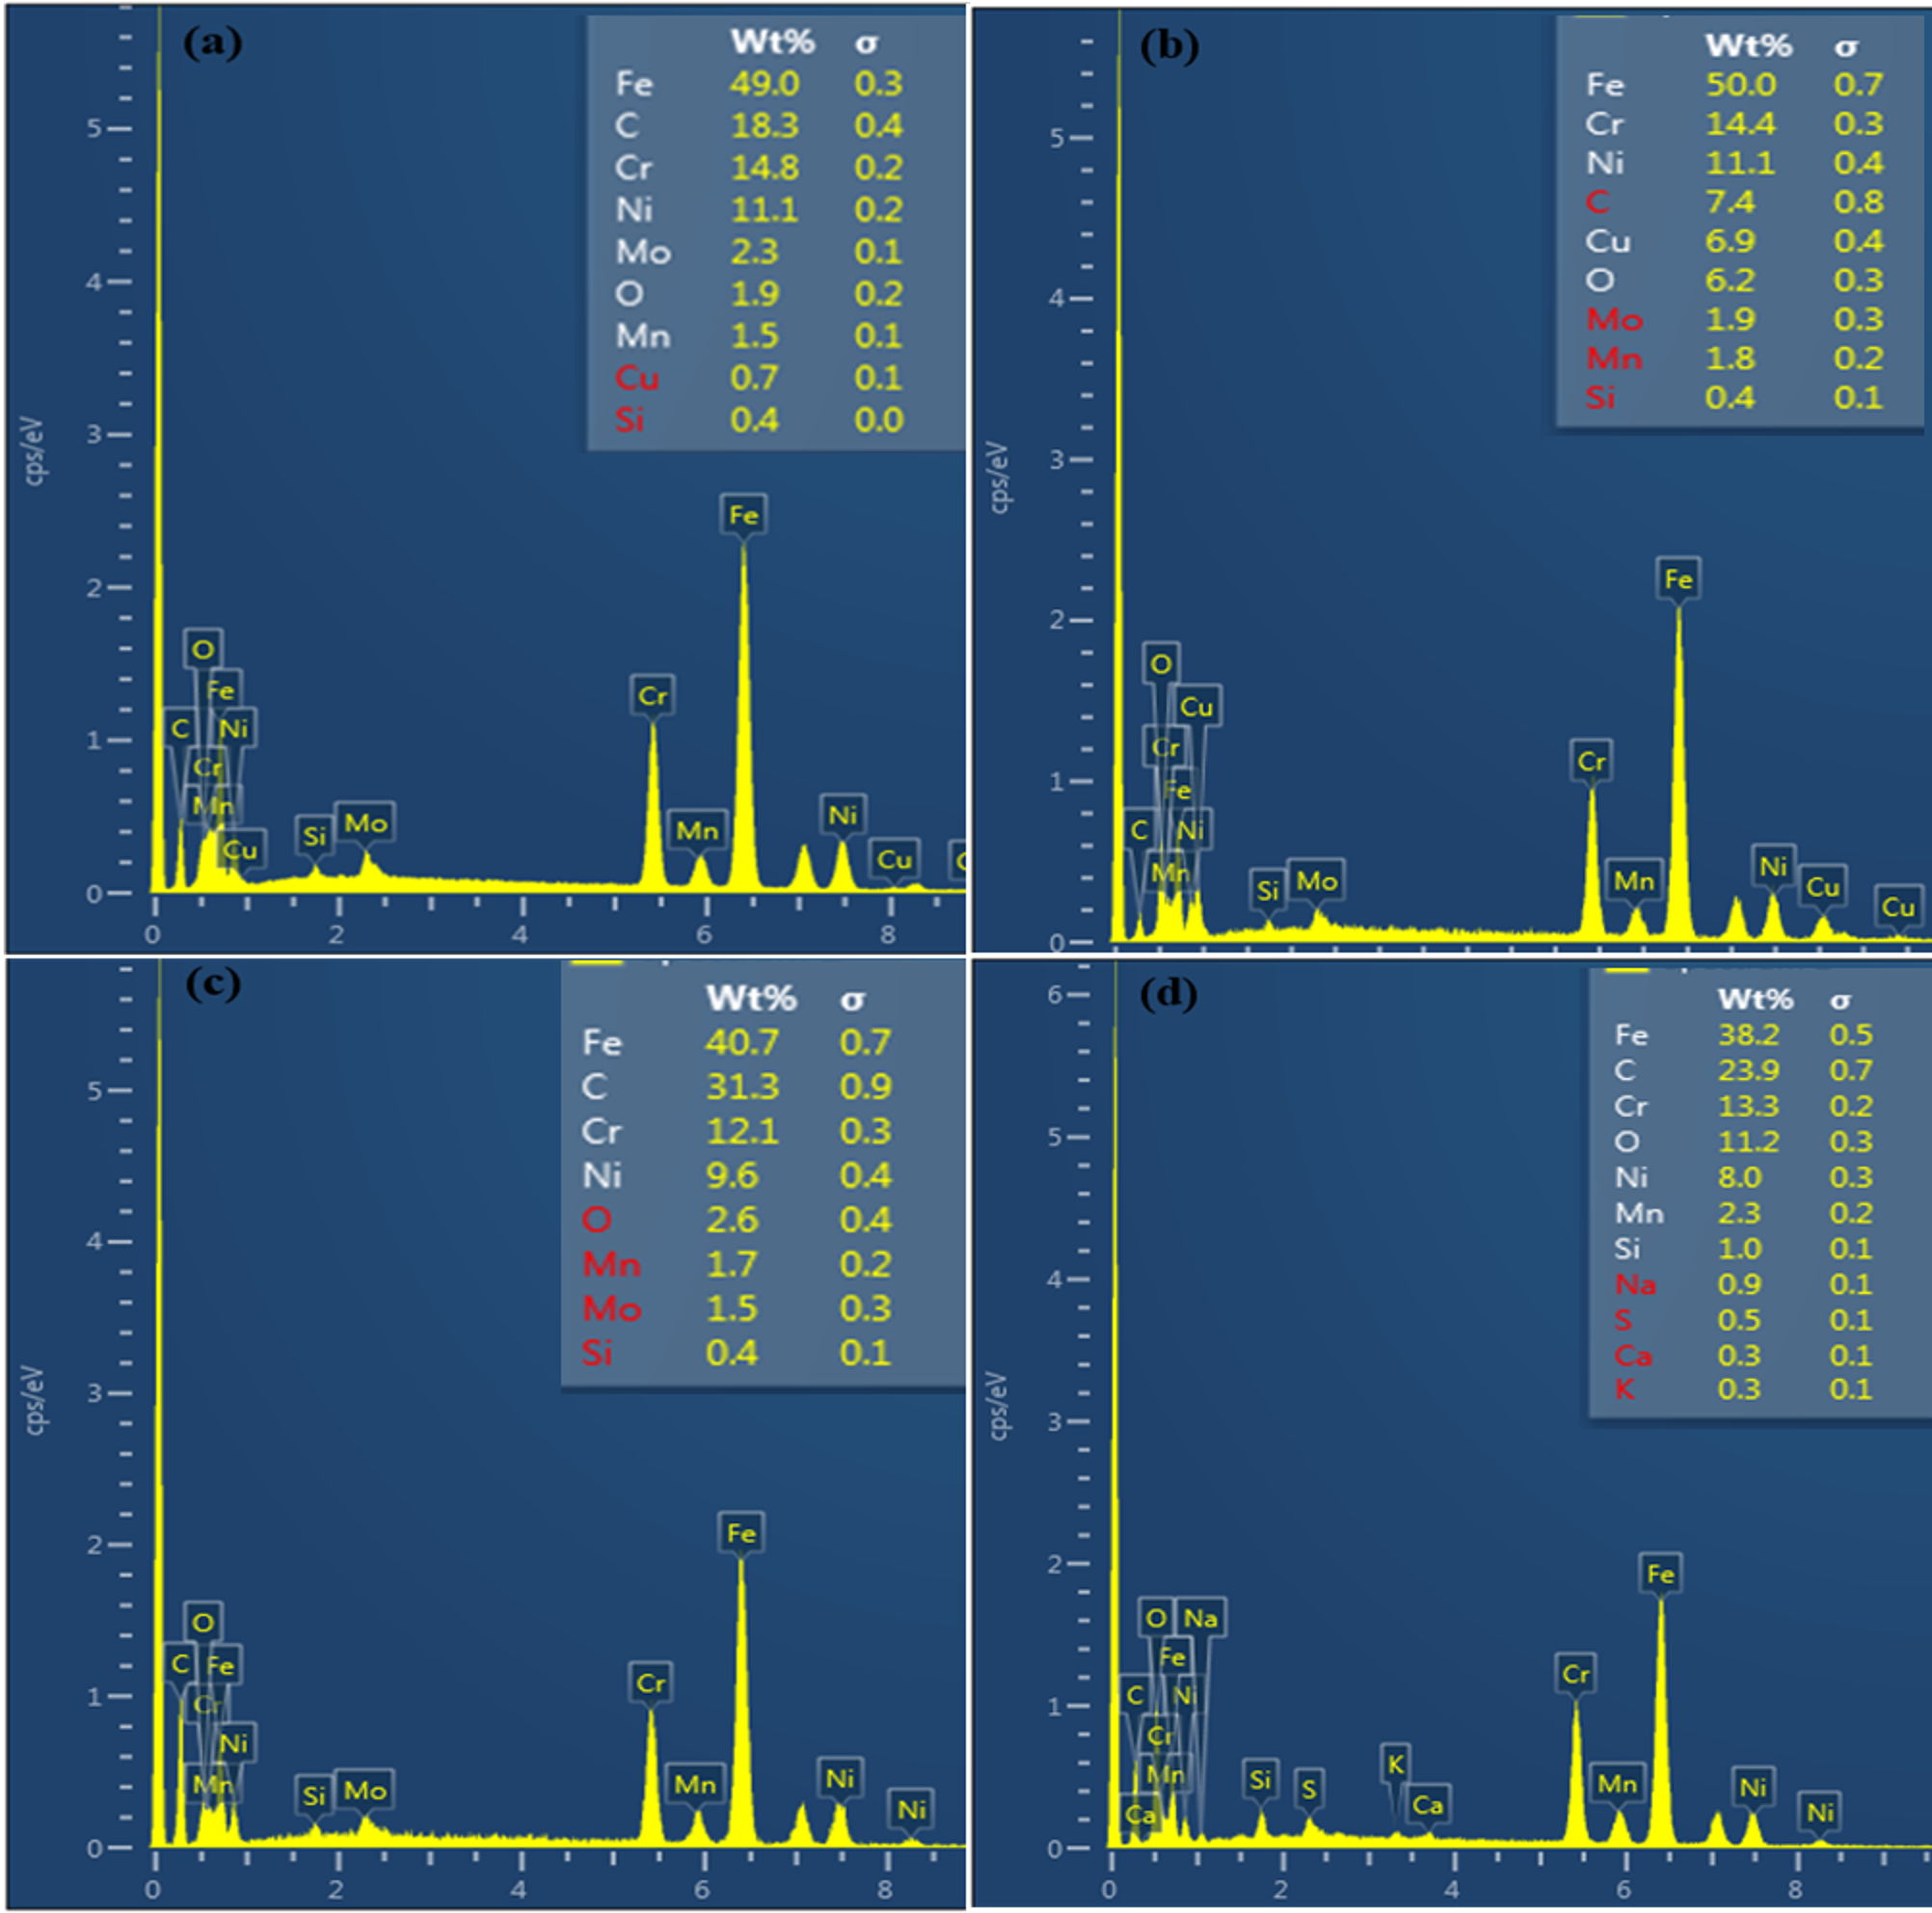 (a)
Wt% σ
Fe 49.0 0.3
C 18.3 0.4
Cr 14.8 0.2
Ni 11.1 0.2
Mo 2.3 0.1
O 1.9 0.2
Mn 1.5 0.1
Cu 0.7 0.1
Si 0.4 0.0
5
4
3
2
1
0
cps/eV
O
Fe
C
Ni
Cr
Mn
Cu
Si
Mo
Cr
Mn
Fe
Ni
Cu
0 2 4 6 8
(b)
Wt% σ
Fe 50.0 0.7
Cr 14.4 0.3
Ni 11.1 0.4
C 7.4 0.8
Cu 6.9 0.4
O 6.2 0.3
Mo 1.9 0.3
Mn 1.8 0.2
Si 0.4 0.1
5
4
3
2
1
0
cps/eV
O
Cu
Cr
Fe
C
Ni
Mn
Si
Mo
Cr
Mn
Fe
Ni
Cu
Cu
(c)
Wt% σ
Fe 40.7 0.7
C 31.3 0.9
Cr 12.1 0.3
Ni 9.6 0.4
O 2.6 0.4
Mn 1.7 0.2
Mo 1.5 0.3
Si 0.4 0.1
5
4
3
2
1
0
cps/eV
O
C
Fe
Cr
Ni
Mn
Si
Mo
Cr
Mn
Fe
Ni
Ni
0 2 4 6 8
(d)
Wt% σ
Fe 38.2 0.5
C 23.9 0.7
Cr 13.3 0.2
O 11.2 0.3
Ni 8.0 0.3
Mn 2.3 0.2
Si 1.0 0.1
Na 0.9 0.1
S 0.5 0.1
Ca 0.3 0.1
K 0.3 0.1
6
5
4
3
2
1
0
cps/eV
O
Na
Fe
C
Ni
Cr
Mn
Ca
Si
S
K
Ca
Cr
Mn
Fe
Ni
Ni
0 2 4 6 8